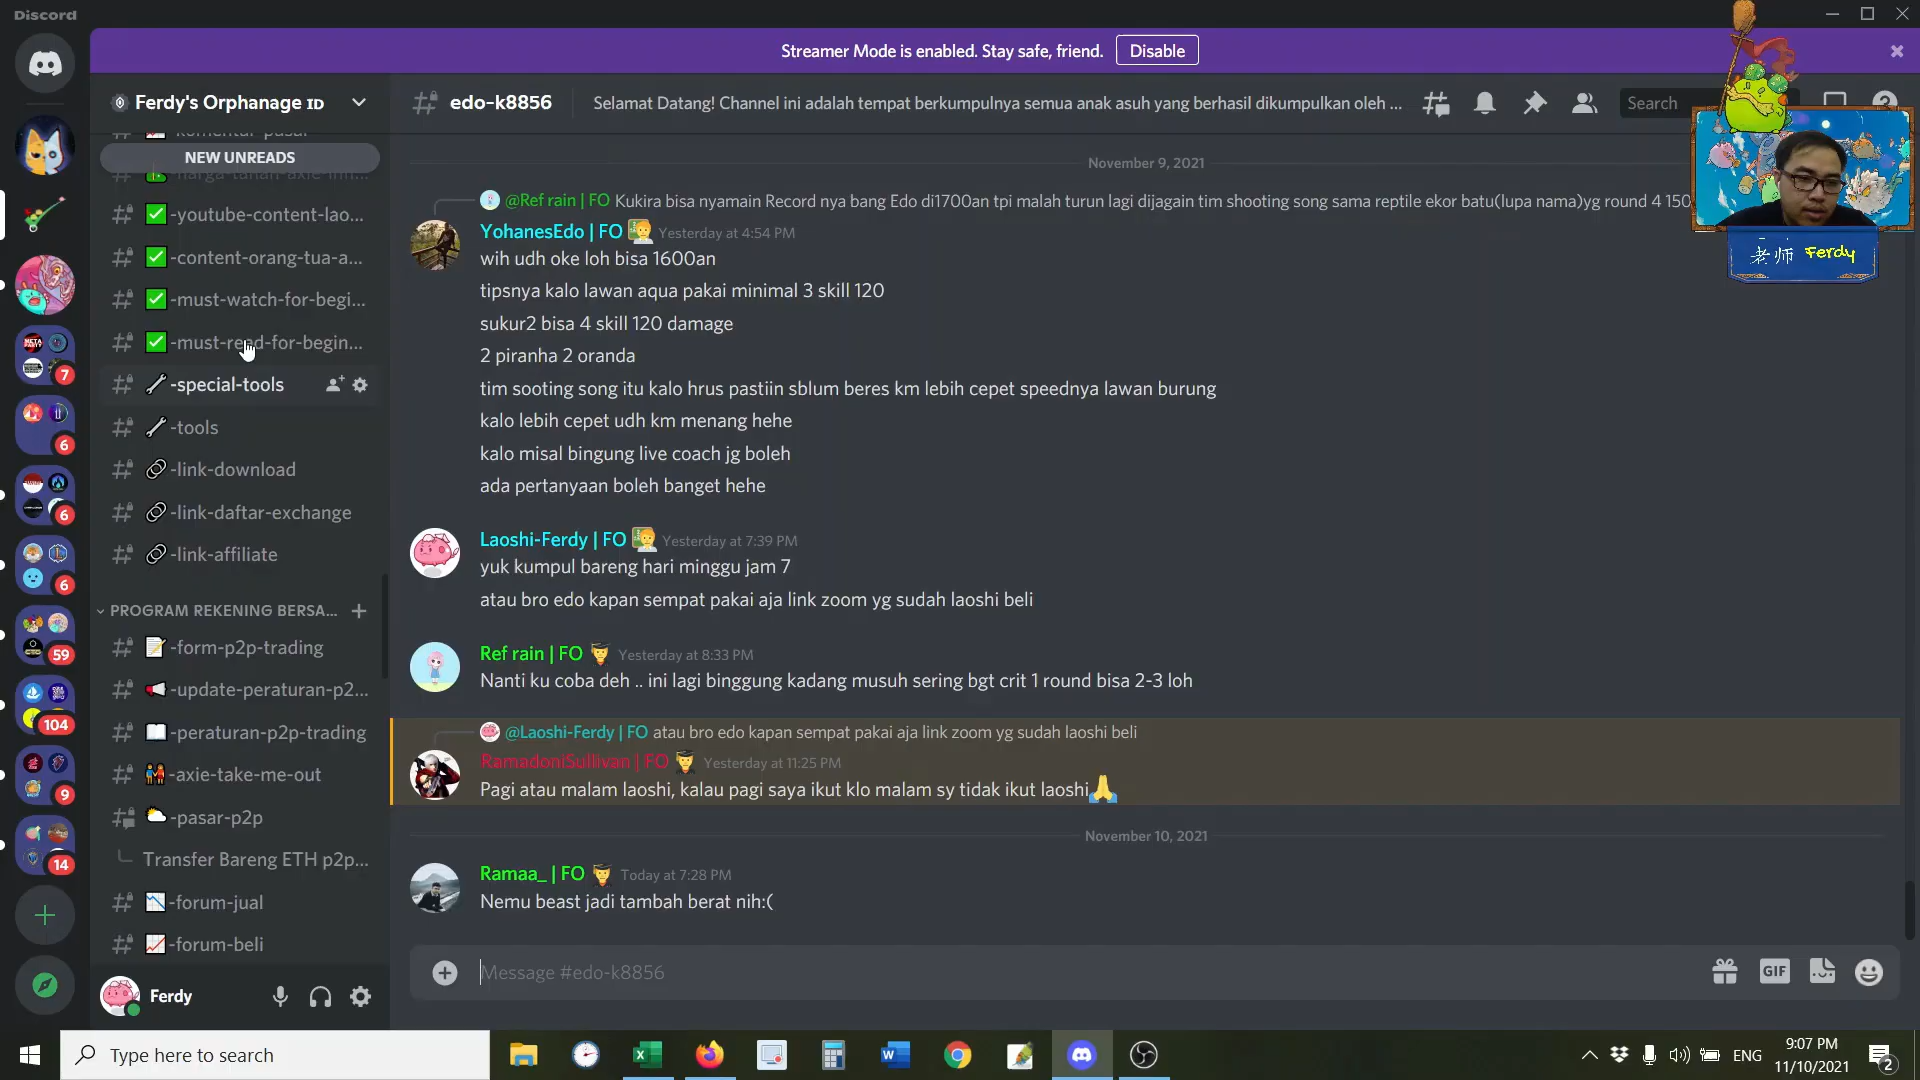 Discord
Streamer Mode is enabled. Stay safe, friend.
Disable
Ferdy's Orphanage ID
edo-k8856
Selamat Datang! Channel ini adalah tempat berkumpulnya semua anak asuh yang berhasil dikumpulkan oleh ...
Search
NEW UNREADS
-youtube-content-lao...
-content-orang-tua-a...
-must-watch-for-begi...
-must-read-for-begin...
-special-tools
-tools
-link-download
-link-daftar-exchange
-link-affiliate
PROGRAM REKENING BERSA...
-form-p2p-trading
-update-peraturan-p2...
-peraturan-p2p-trading
-axie-take-me-out
-pasar-p2p
Transfer Bareng ETH p2p...
-forum-jual
-forum-beli
Ferdy
7
6
6
6
59
104
9
14
November 9, 2021
@Ref rain | FO Kukira bisa nyamain Record nya bang Edo di1700an tpi malah turun lagi dijagain tim shooting song sama reptile ekor batu(lupa nama)yg round 4 150
YohanesEdo | FO Yesterday at 4:54 PM
wih udh oke loh bisa 1600an
tipsnya kalo lawan aqua pakai minimal 3 skill 120
sukur2 bisa 4 skill 120 damage
2 piranha 2 oranda
tim sooting song itu kalo hrus pastiin sblum beres km lebih cepet speednya lawan burung
kalo lebih cepet udh km menang hehe
kalo misal bingung live coach jg boleh
ada pertanyaan boleh banget hehe
Laoshi-Ferdy | FO Yesterday at 7:39 PM
yuk kumpul bareng hari minggu jam 7
atau bro edo kapan sempat pakai aja link zoom yg sudah laoshi beli
Ref rain | FO Yesterday at 8:33 PM
Nanti ku coba deh .. ini lagi binggung kadang musuh sering bgt crit 1 round bisa 2-3 loh
@Laoshi-Ferdy | FO atau bro edo kapan sempat pakai aja link zoom yg sudah laoshi beli
RamadoniSullivan | FO Yesterday at 11:25 PM
Pagi atau malam laoshi, kalau pagi saya ikut klo malam sy tidak ikut laoshi
November 10, 2021
Ramaa_ | FO Today at 7:28 PM
Nemu beast jadi tambah berat nih:(
Message #edo-k8856
GIF
老师 Ferdy
Type here to search
ENG
9:07 PM
11/10/2021
2